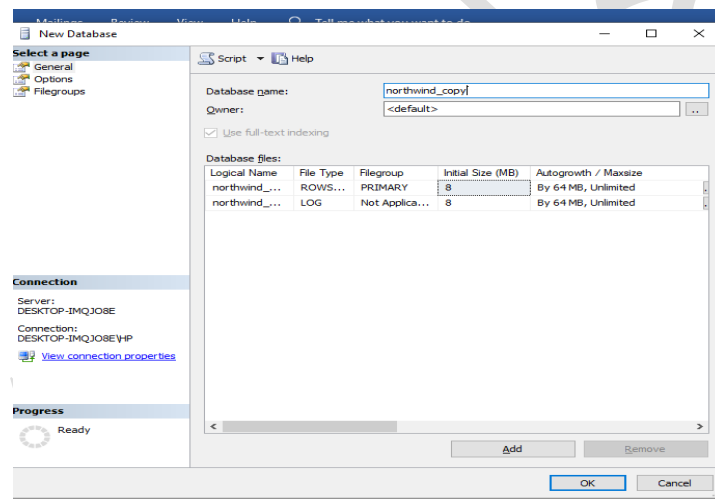 Mailings Review View Help Tell me what you want to do
New Database
Select a page
General
Options
Filegroups
Script Help
Database name: northwind_copy
Owner: <default> ..
Use full-text indexing
Database files:
Logical Name File Type Filegroup Initial Size (MB) Autogrowth / Maxsize
northwind_... ROWS... PRIMARY 8 By 64 MB, Unlimited
northwind_... LOG Not Applica... 8 By 64 MB, Unlimited
Connection
Server:
DESKTOP-IMQJO8E
Connection:
DESKTOP-IMQJO8E\HP
View connection properties
Progress
Ready
Add Remove
OK Cancel